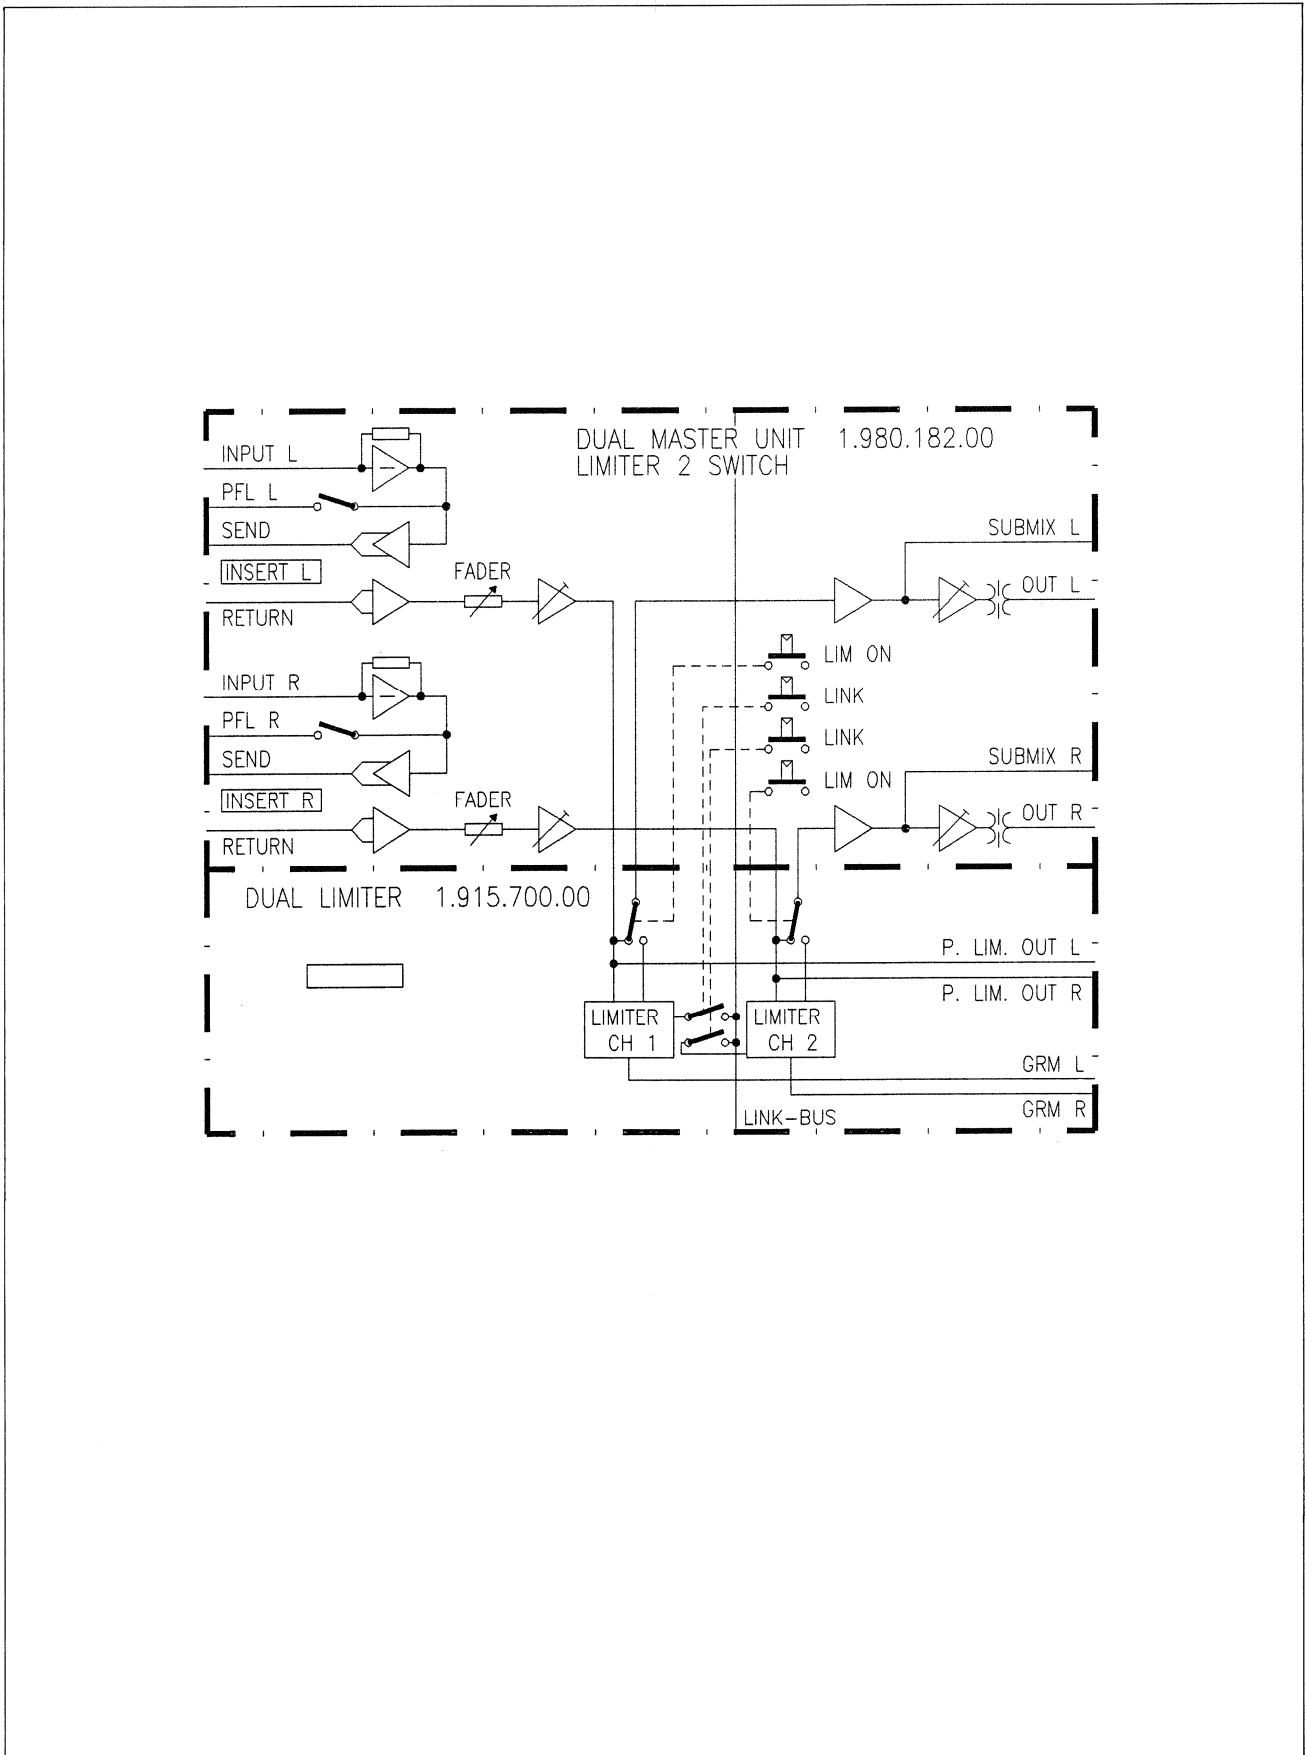 DUAL MASTER UNIT 1.980.182.00
LIMITER 2 SWITCH
INPUT L
PFL L
SEND
INSERT L
RETURN
FADER
SUBMIX L
OUT L
LIM ON
LINK
LINK
LIM ON
INPUT R
PFL R
SEND
INSERT R
RETURN
FADER
SUBMIX R
OUT R
DUAL LIMITER 1.915.700.00
P. LIM. OUT L
P. LIM. OUT R
LIMITER
CH 1
LIMITER
CH 2
GRM L
GRM R
LINK-BUS